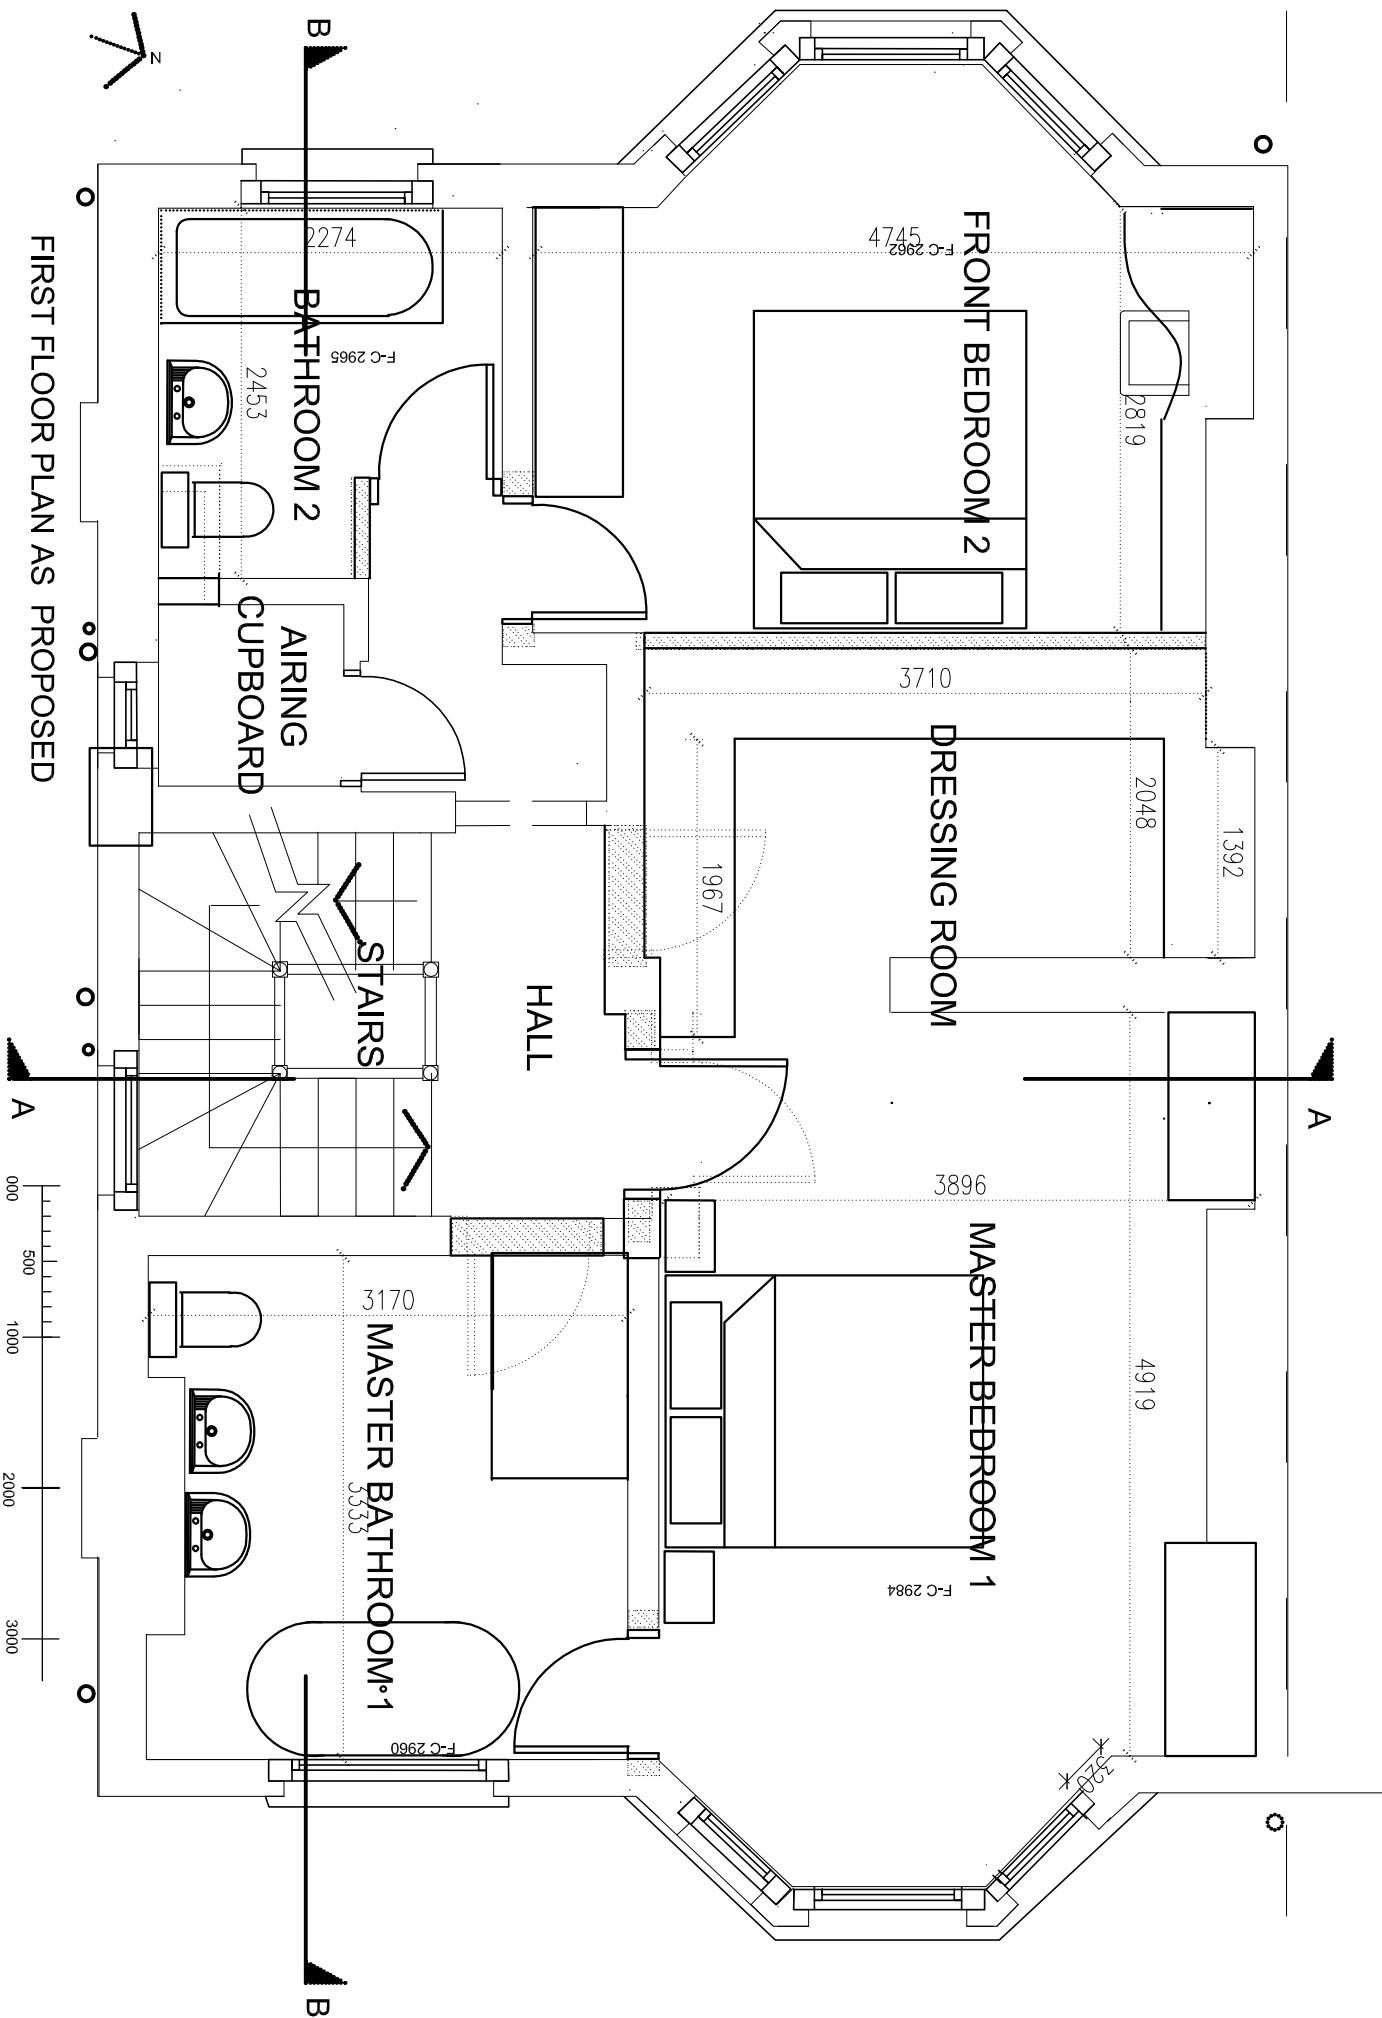 FIRST FLOOR PLAN AS PROPOSED
N
B
B
A
A
FRONT BEDROOM 2
4745
F-C 2962
2819
BATHROOM 2
2274
F-C 2965
2453
AIRING
CUPBOARD
DRESSING ROOM
3710
2048
1392
1967
HALL
STAIRS
MASTER BEDROOM 1
3896
4919
F-C 2984
320
MASTER BATHROOM 1
3170
3333
F-C 2960
000
500
1000
2000
3000